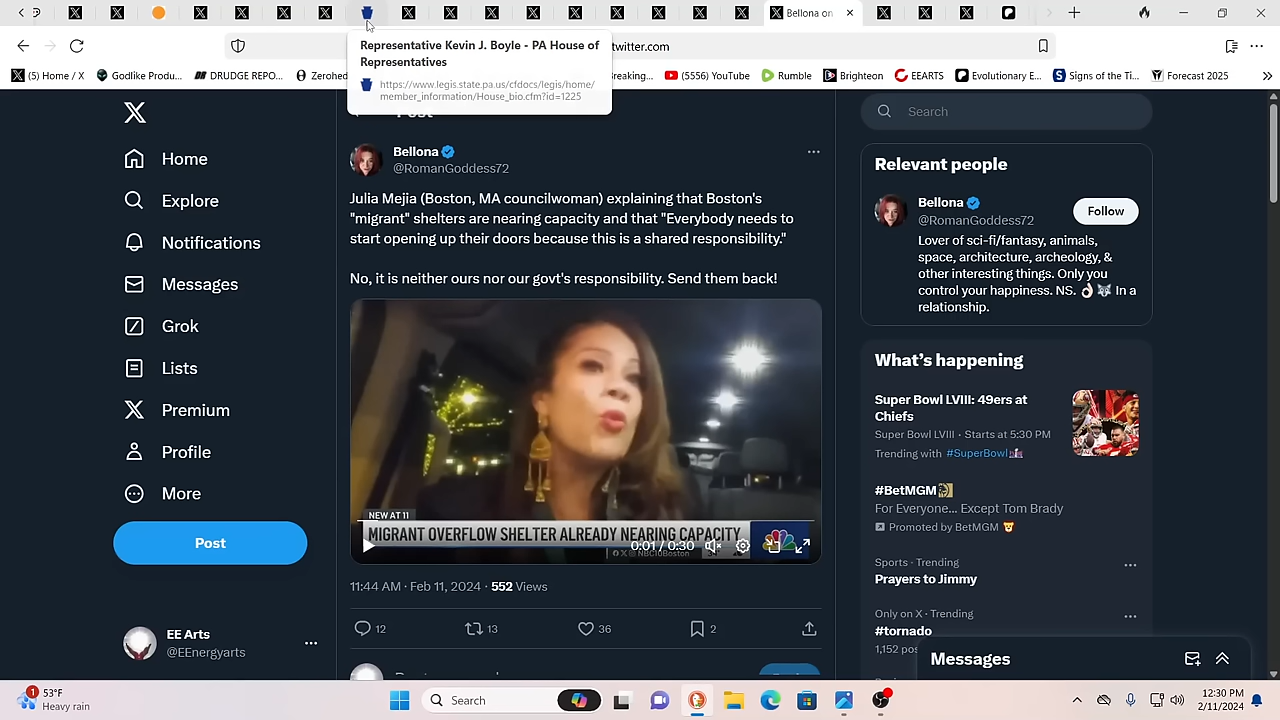 Bellona on
Representative Kevin J. Boyle - PA House of
Representatives
https://www.legis.state.pa.us/cfdocs/legis/home/
member_information/House_bio.cfm?id=1225
twitter.com
(5) Home / X
Godlike Produ...
DRUDGE REPO...
Zerohed
reaking...
(5556) YouTube
Rumble
Brighteon
EEARTS
Evolutionary E...
Signs of the Ti...
Forecast 2025
Post
Home
Explore
Notifications
Messages
Grok
Lists
Premium
Profile
More
Post
EE Arts
@EEnergyarts
Bellona
@RomanGoddess72
Julia Mejia (Boston, MA councilwoman) explaining that Boston's
"migrant" shelters are nearing capacity and that "Everybody needs to
start opening up their doors because this is a shared responsibility."
No, it is neither ours nor our govt's responsibility. Send them back!
NEW AT 11
MIGRANT OVERFLOW SHELTER ALREADY NEARING CAPACITY
0:01 / 0:30
NBC10Boston
11:44 AM · Feb 11, 2024 · 552 Views
12
13
36
2
Search
Relevant people
Bellona
@RomanGoddess72
Follow
Lover of sci-fi/fantasy, animals,
space, architecture, archeology, &
other interesting things. Only you
control your happiness. NS. 👌🏻🐺 In a
relationship.
What's happening
Super Bowl LVIII: 49ers at
Chiefs
Super Bowl LVIII · Starts at 5:30 PM
Trending with #SuperBowl
#BetMGM
For Everyone... Except Tom Brady
Promoted by BetMGM
Sports · Trending
Prayers to Jimmy
Only on X · Trending
#tornado
1,152 pos
Messages
1
53°F
Heavy rain
Search
12:30 PM
2/11/2024